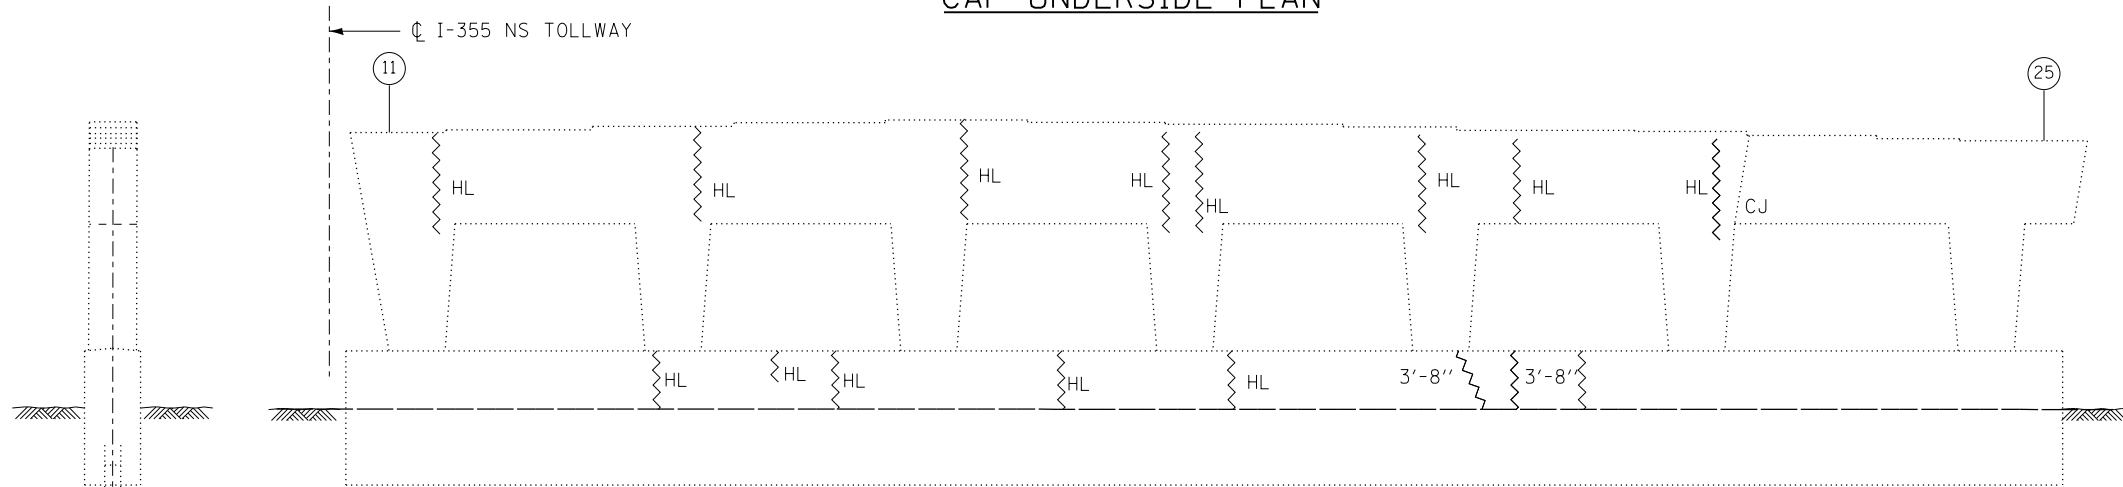 CAP UNDERSIDE PLAN
℄ I-355 NS TOLLWAY
11
25
HL
HL
HL
HL
HL
HL
HL
HL
CJ
HL
HL
HL
HL
HL
3'-8''
3'-8''